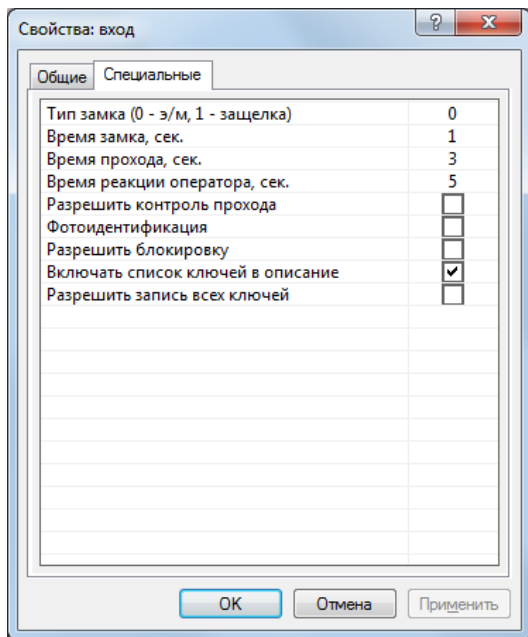 Свойства: вход
Общие Специальные
Тип замка (0 - э/м, 1 - защелка) 0
Время замка, сек. 1
Время прохода, сек. 3
Время реакции оператора, сек. 5
Разрешить контроль прохода
Фотоидентификация
Разрешить блокировку
Включать список ключей в описание
Разрешить запись всех ключей
OK Отмена Применить